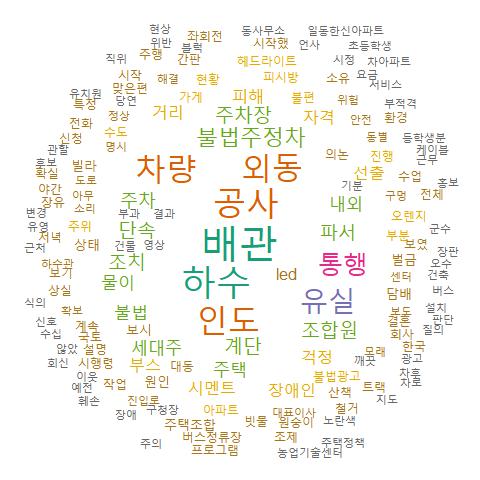 현상 동사무소 일동한신아파트
위반 좌회전 시작했 언사 초등학생
주행 블럭
직위 간판 헤드라이트 시정 차아파트
시작 해결 현황 피시방 소유 요금
유치원 맞은편 가게 피해 불편 위험 서비스
특정 당연 부적격
전화 정상 거리 주차장 자격 안전 환경
신청 수도 불법주정차 동별 등학생분
관할 명시 의논 진행 케이블
후보 빌라 차량 외동 선출 근무
확실 도로 기분 수업 홍보
야간 아무 공사 구멍 전체
장유 소리 주차 내외
변경 부과 결과 오렌지
유영 주위 단속 배관 파서 부분 군수
저녁 건물 영상 보였
근처 상태 장판
하수관 조치 통행 벌금 오수
보기 물이 하수 led 센터 건축
상실 담배 버스
식의 확보 불법 유실 보도 설치
신호 계속 보시 인도 결혼 판단
수십 국토 조합원 회사 질의
않았 설명 세대주 계단 한국
회신 시행령 대동 걱정 모래 광고
이웃 부스 주택 깨끗
예전 작업 원인 불법광고 차후
훼손 시멘트 장애인 산책 트럭 차로
진입로 지도
장애 구청장 아파트 철거
주택조합 빗물 대표이사 노란색
버스정류장 원숭이
주의 조제 주택정책
프로그램 농업기술센터